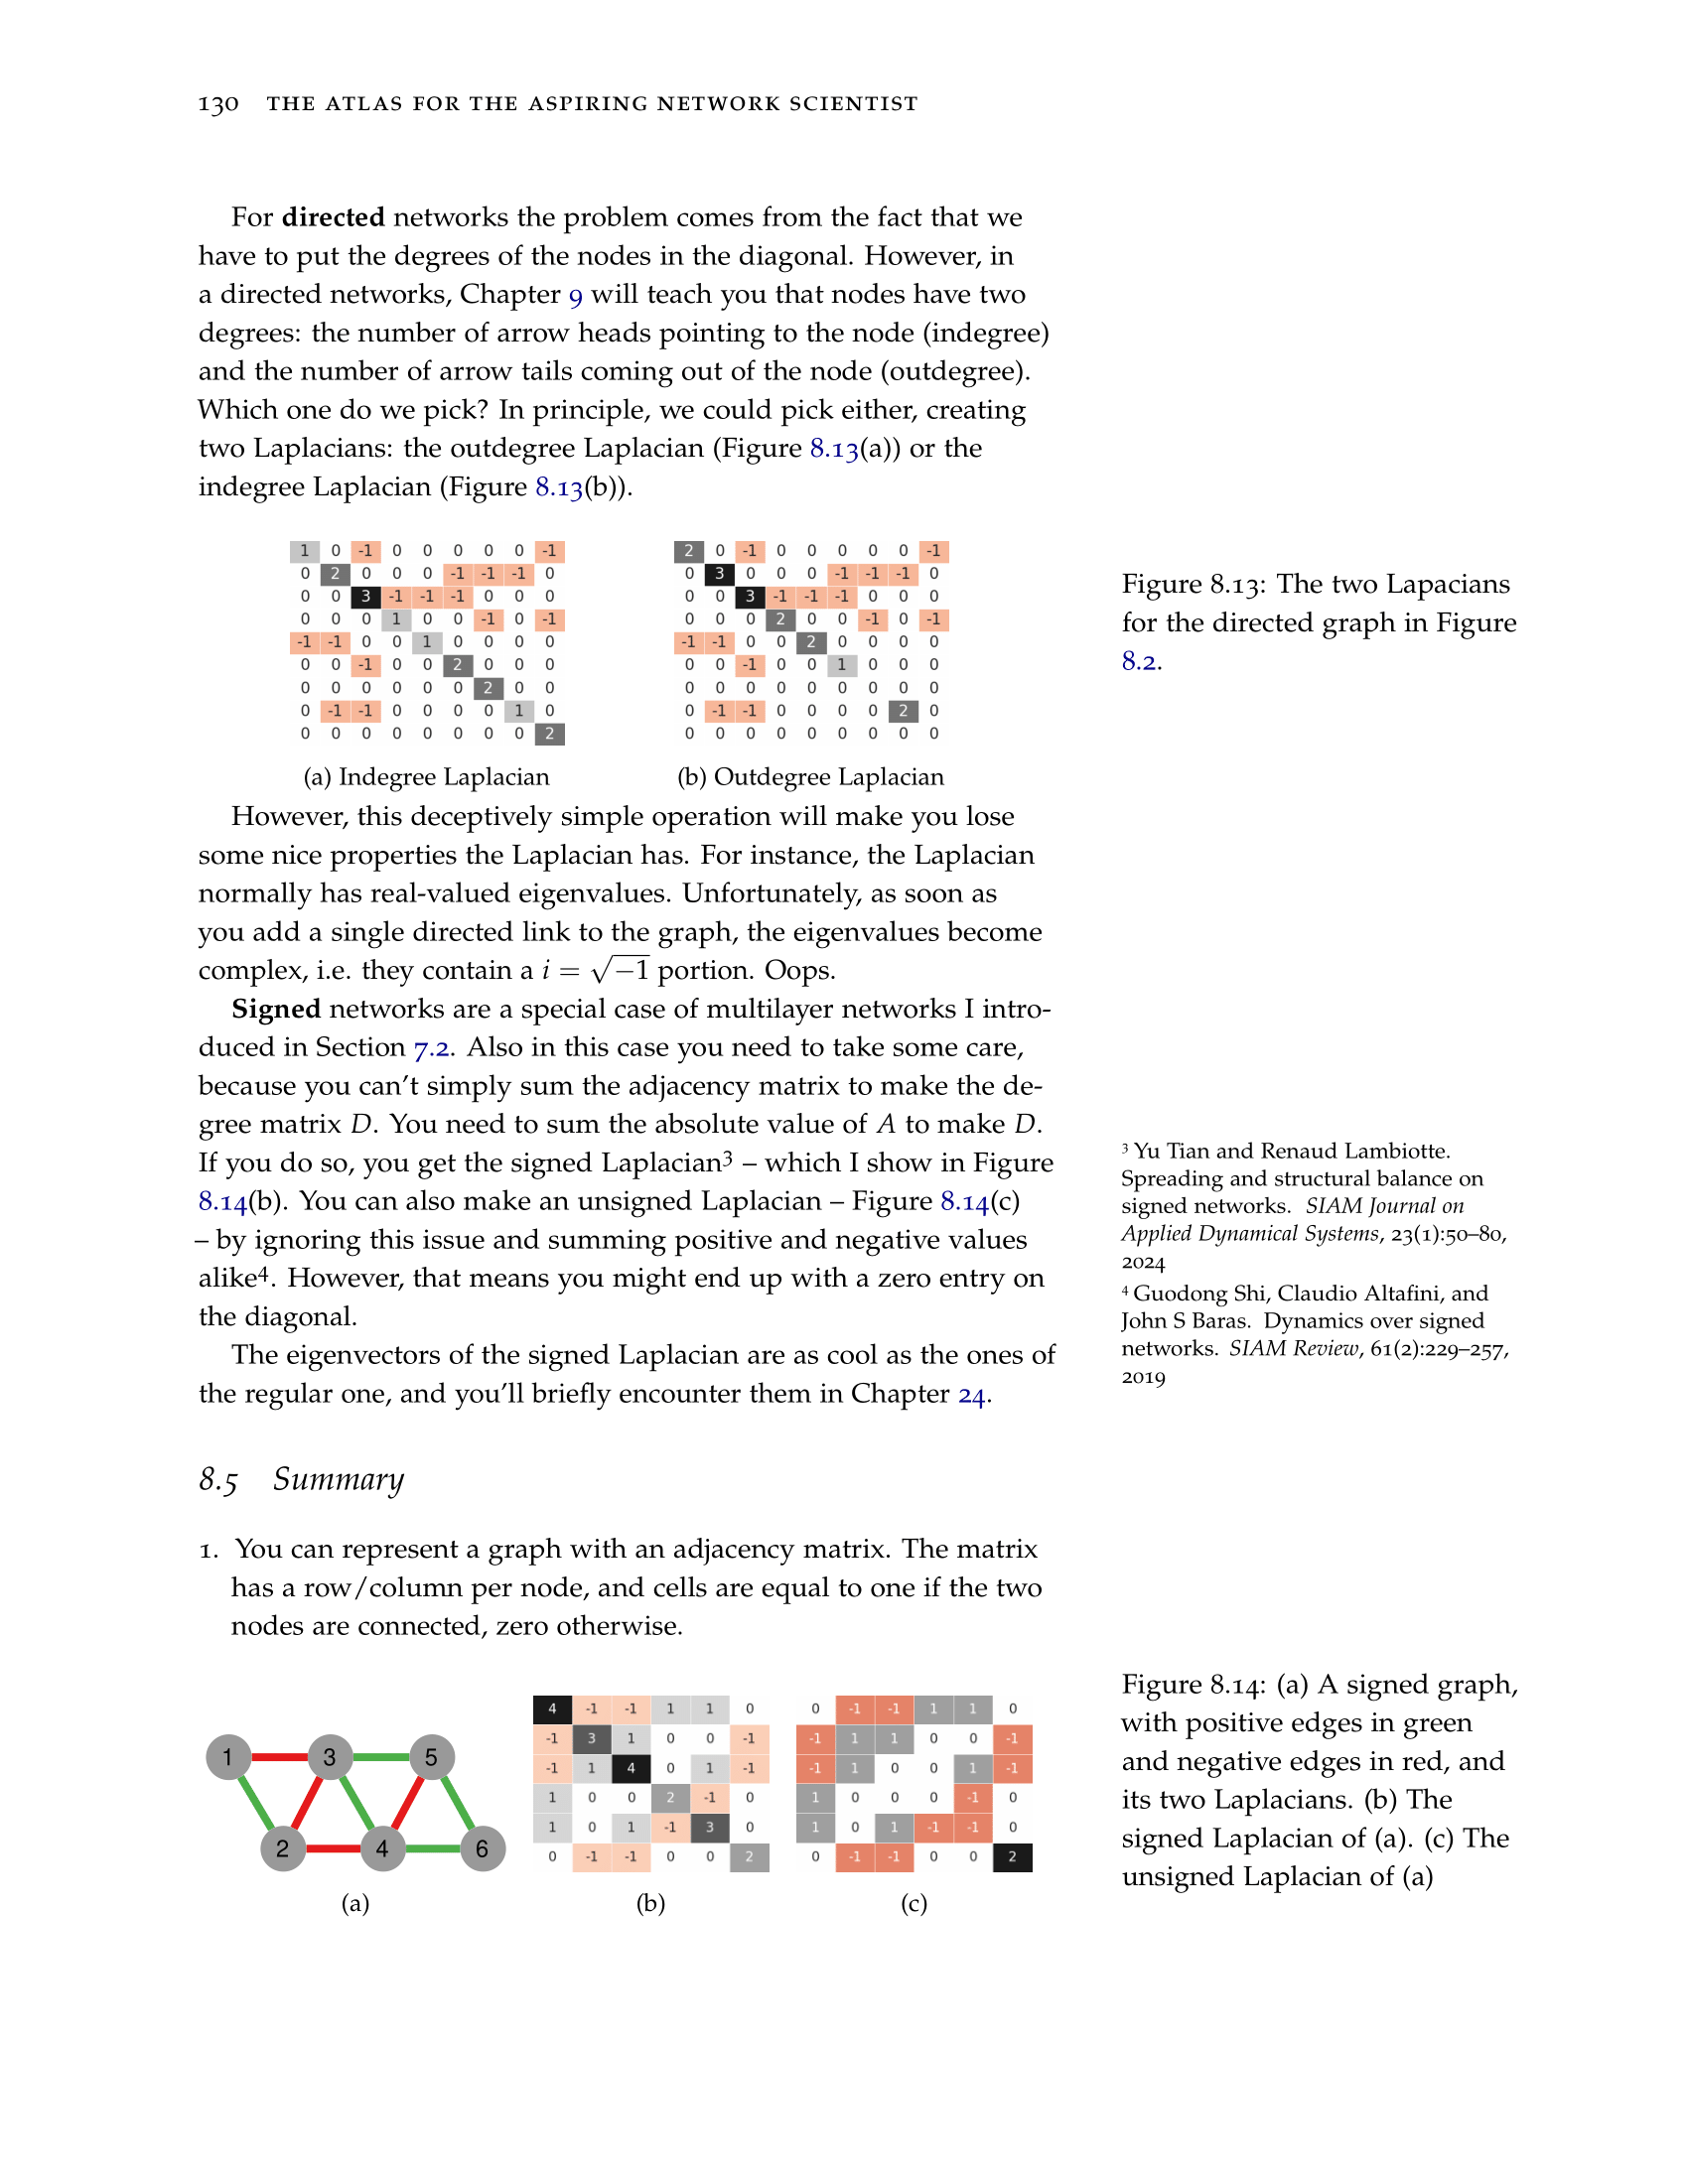 130 THE ATLAS FOR THE ASPIRING NETWORK SCIENTIST
For directed networks the problem comes from the fact that we
have to put the degrees of the nodes in the diagonal. However, in
a directed networks, Chapter 9 will teach you that nodes have two
degrees: the number of arrow heads pointing to the node (indegree)
and the number of arrow tails coming out of the node (outdegree).
Which one do we pick? In principle, we could pick either, creating
two Laplacians: the outdegree Laplacian (Figure 8.13(a)) or the
indegree Laplacian (Figure 8.13(b)).
1 0 -1 0 0 0 0 0 -1
0 2 0 0 0 -1 -1 -1 0
0 0 3 -1 -1 -1 0 0 0
0 0 0 1 0 0 -1 0 -1
-1 -1 0 0 1 0 0 0 0
0 0 -1 0 0 2 0 0 0
0 0 0 0 0 0 2 0 0
0 -1 -1 0 0 0 0 1 0
0 0 0 0 0 0 0 0 2
(a) Indegree Laplacian
2 0 -1 0 0 0 0 0 -1
0 3 0 0 0 -1 -1 -1 0
0 0 3 -1 -1 -1 0 0 0
0 0 0 2 0 0 -1 0 -1
-1 -1 0 0 2 0 0 0 0
0 0 -1 0 0 1 0 0 0
0 0 0 0 0 0 0 0 0
0 -1 -1 0 0 0 0 2 0
0 0 0 0 0 0 0 0 0
(b) Outdegree Laplacian
Figure 8.13: The two Lapacians
for the directed graph in Figure
8.2.
However, this deceptively simple operation will make you lose
some nice properties the Laplacian has. For instance, the Laplacian
normally has real-valued eigenvalues. Unfortunately, as soon as
you add a single directed link to the graph, the eigenvalues become
complex, i.e. they contain a i = √−1 portion. Oops.
Signed networks are a special case of multilayer networks I intro-
duced in Section 7.2. Also in this case you need to take some care,
because you can't simply sum the adjacency matrix to make the de-
gree matrix D. You need to sum the absolute value of A to make D.
If you do so, you get the signed Laplacian3 – which I show in Figure
8.14(b). You can also make an unsigned Laplacian – Figure 8.14(c)
– by ignoring this issue and summing positive and negative values
alike4. However, that means you might end up with a zero entry on
the diagonal.
The eigenvectors of the signed Laplacian are as cool as the ones of
the regular one, and you'll briefly encounter them in Chapter 24.
3 Yu Tian and Renaud Lambiotte.
Spreading and structural balance on
signed networks. SIAM Journal on
Applied Dynamical Systems, 23(1):50–80,
2024
4 Guodong Shi, Claudio Altafini, and
John S Baras. Dynamics over signed
networks. SIAM Review, 61(2):229–257,
2019
8.5 Summary
1. You can represent a graph with an adjacency matrix. The matrix
has a row/column per node, and cells are equal to one if the two
nodes are connected, zero otherwise.
1 3 5
2 4 6
(a)
4 -1 -1 1 1 0
-1 3 1 0 0 -1
-1 1 4 0 1 -1
1 0 0 2 -1 0
1 0 1 -1 3 0
0 -1 -1 0 0 2
(b)
0 -1 -1 1 1 0
-1 1 1 0 0 -1
-1 1 0 0 1 -1
1 0 0 0 -1 0
1 0 1 -1 -1 0
0 -1 -1 0 0 2
(c)
Figure 8.14: (a) A signed graph,
with positive edges in green
and negative edges in red, and
its two Laplacians. (b) The
signed Laplacian of (a). (c) The
unsigned Laplacian of (a)